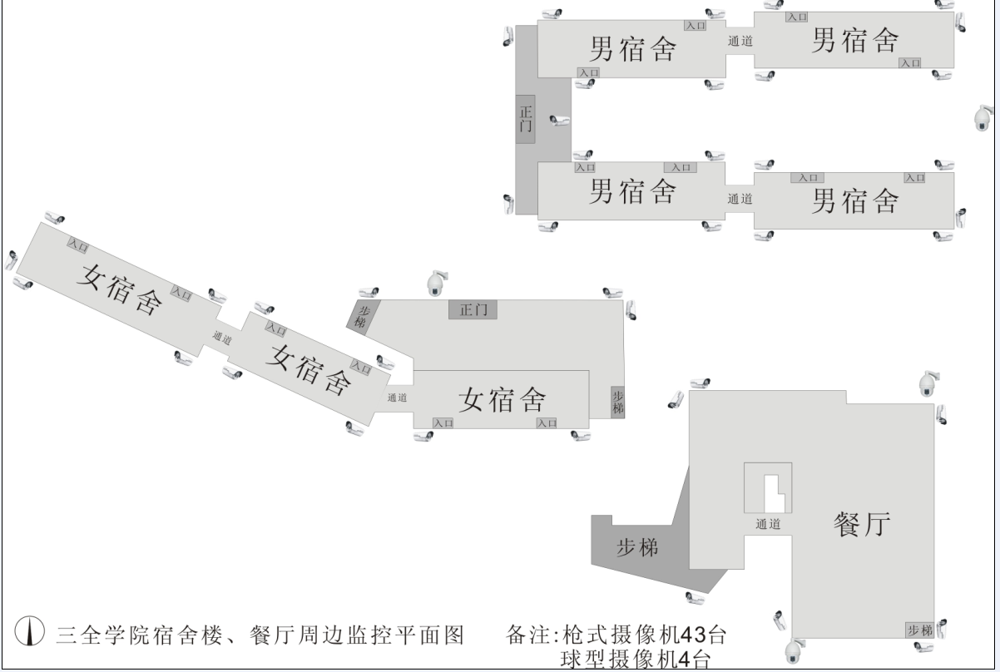 入口
入口
男宿舍
通道
男宿舍
入口
入口
正门
入口
入口
入口
入口
男宿舍
通道
男宿舍
入口
女宿舍
入口
通道
入口
女宿舍
入口
通道
步梯
正门
女宿舍
步梯
入口
入口
通道
餐厅
步梯
步梯
三全学院宿舍楼、餐厅周边监控平面图
备注:枪式摄像机43台
球型摄像机4台